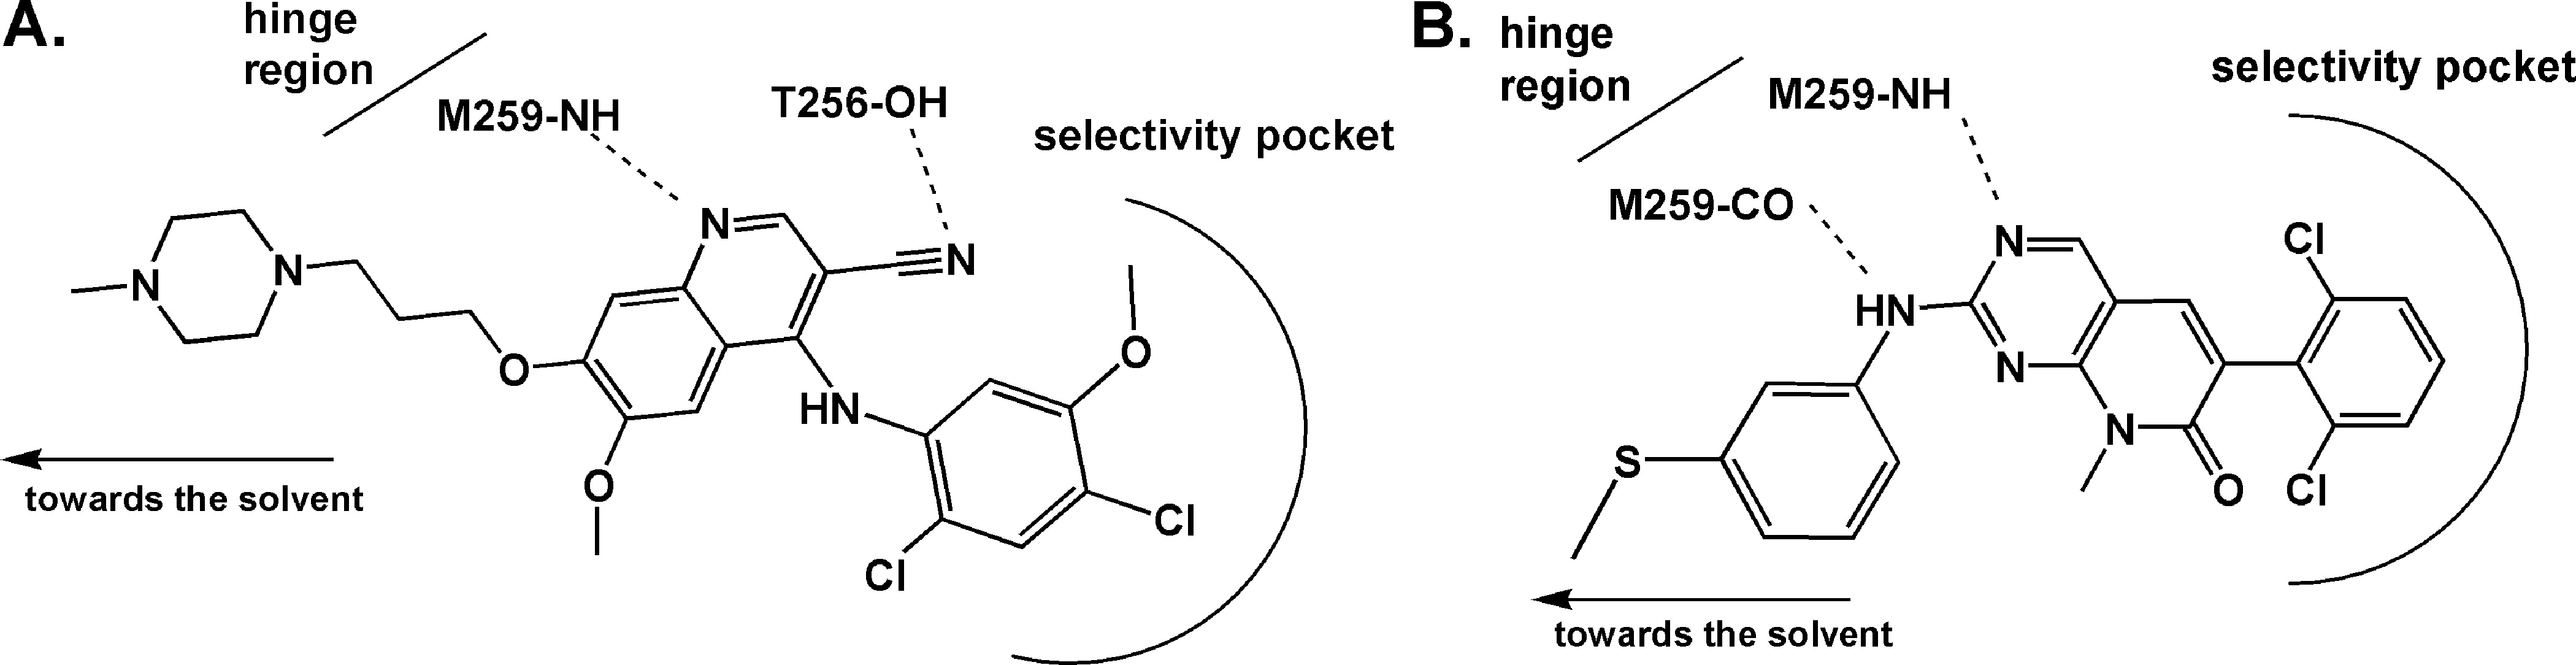 A.
hinge
region
M259-NH
T256-OH
selectivity pocket
N
N
N
N
O
HN
O
O
Cl
Cl
towards the solvent
B.
hinge
region
M259-NH
selectivity pocket
M259-CO
N
Cl
HN
N
N
S
O
Cl
towards the solvent